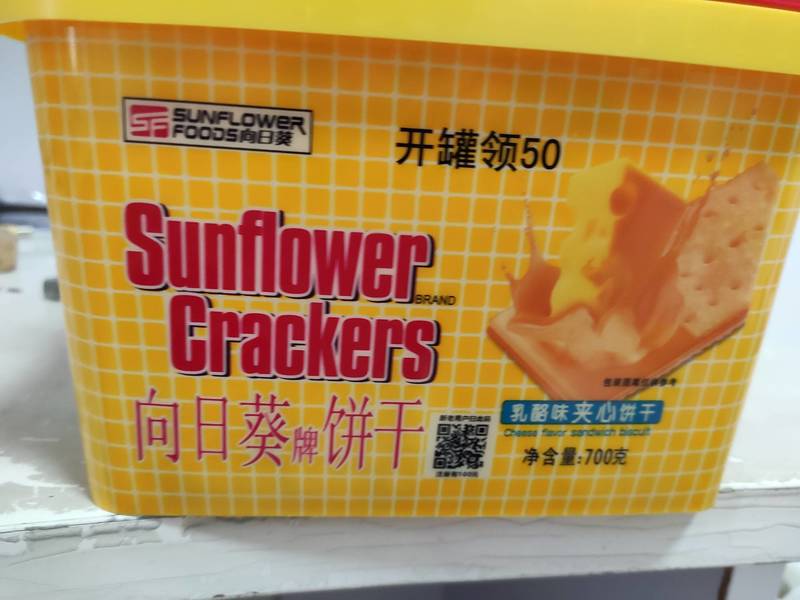 SF SUNFLOWER
FOODS向日葵
开罐领50
Sunflower
BRAND
Crackers
向日葵牌饼干
乳酪味夹心饼干
Cheese flavor sandwich biscuit
净含量:700克